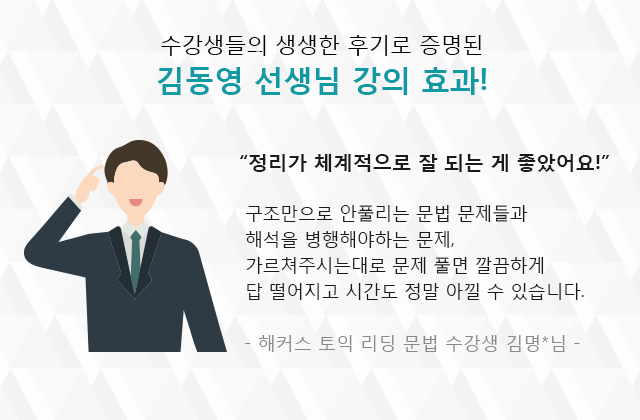 수강생들의 생생한 후기로 증명된
김동영 선생님 강의 효과!
“정리가 체계적으로 잘 되는 게 좋았어요!”
구조만으로 안풀리는 문법 문제들과
해석을 병행해야하는 문제,
가르쳐주시는대로 문제 풀면 깔끔하게
답 떨어지고 시간도 정말 아낄 수 있습니다.
- 해커스 토익 리딩 문법 수강생 김명*님 -